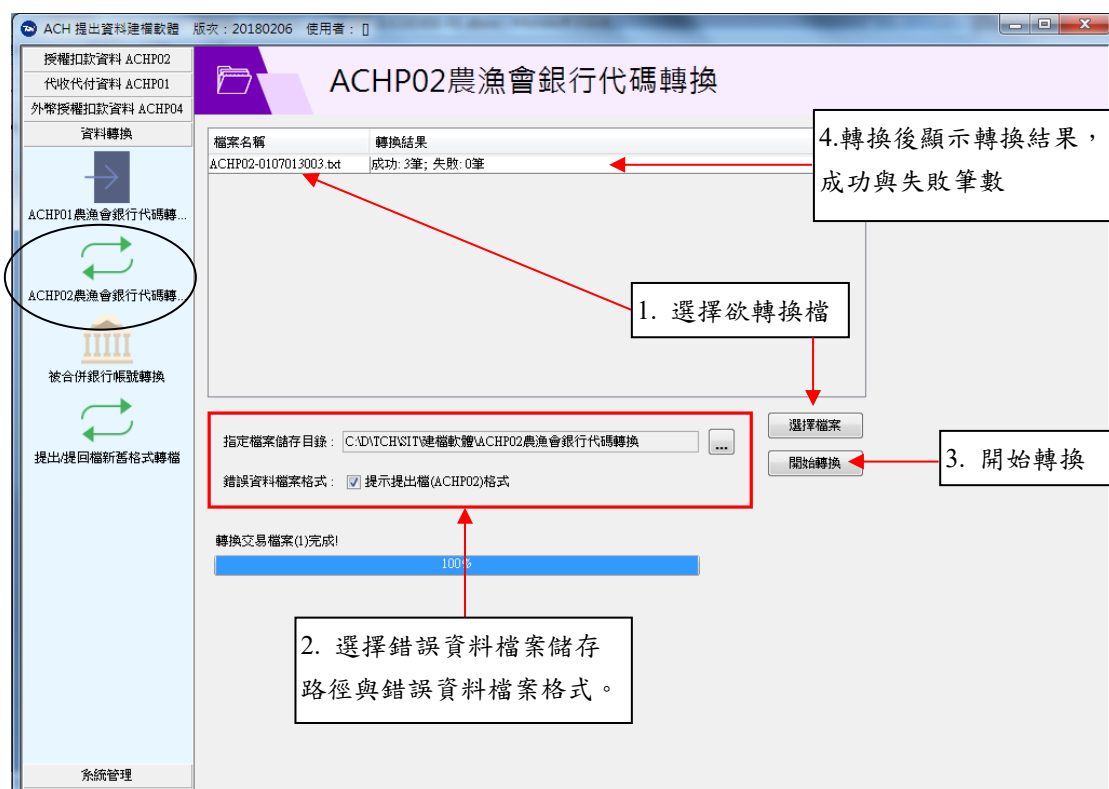 ACH 提出資料建檔軟體 版次：20180206 使用者：[]
授權扣款資料 ACHP02
代收代付資料 ACHP01
外幣授權扣款資料 ACHP04
資料轉換
ACHP01農漁會銀行代碼轉...
ACHP02農漁會銀行代碼轉...
被合併銀行帳號轉換
提出/提回檔新舊格式轉檔
系統管理
ACHP02農漁會銀行代碼轉換
檔案名稱 轉換結果
ACHP02-0107013003.txt 成功: 3筆; 失敗: 0筆
4.轉換後顯示轉換結果，
成功與失敗筆數
1. 選擇欲轉換檔
選擇檔案
指定檔案儲存目錄： C:\D\TCH\SIT\建檔軟體\ACHP02農漁會銀行代碼轉換 ...
開始轉換
3. 開始轉換
錯誤資料檔案格式： 提示提出檔(ACHP02)格式
轉換交易檔案(1)完成!
100%
2. 選擇錯誤資料檔案儲存
路徑與錯誤資料檔案格式。